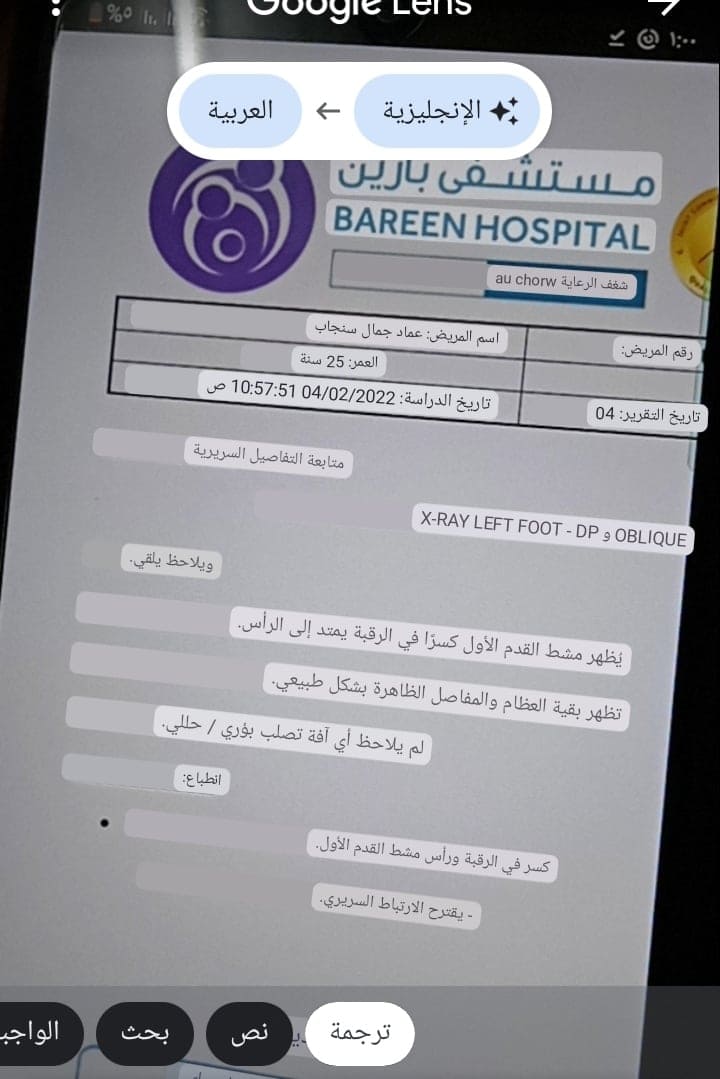 %٥
Google Lens
١:٠٠
الإنجليزية
العربية
مستشفى بارين
BAREEN HOSPITAL
شغف الرعاية au chorw
اسم المريض: عماد جمال سنجاب
رقم المريض:
العمر: 25 سنة
تاريخ الدراسة: 04/02/2022 10:57:51 ص
تاريخ التقرير: 04
متابعة التفاصيل السريرية
X-RAY LEFT FOOT - DP و OBLIQUE
ويلاحظ يلقي.
يُظهر مشط القدم الأول كسرًا في الرقبة يمتد إلى الرأس.
تظهر بقية العظام والمفاصل الظاهرة بشكل طبيعي.
لم يلاحظ أي آفة تصلب بؤري / حللي.
انطباع:
كسر في الرقبة ورأس مشط القدم الأول.
- يقترح الارتباط السريري.
ترجمة
نص
بحث